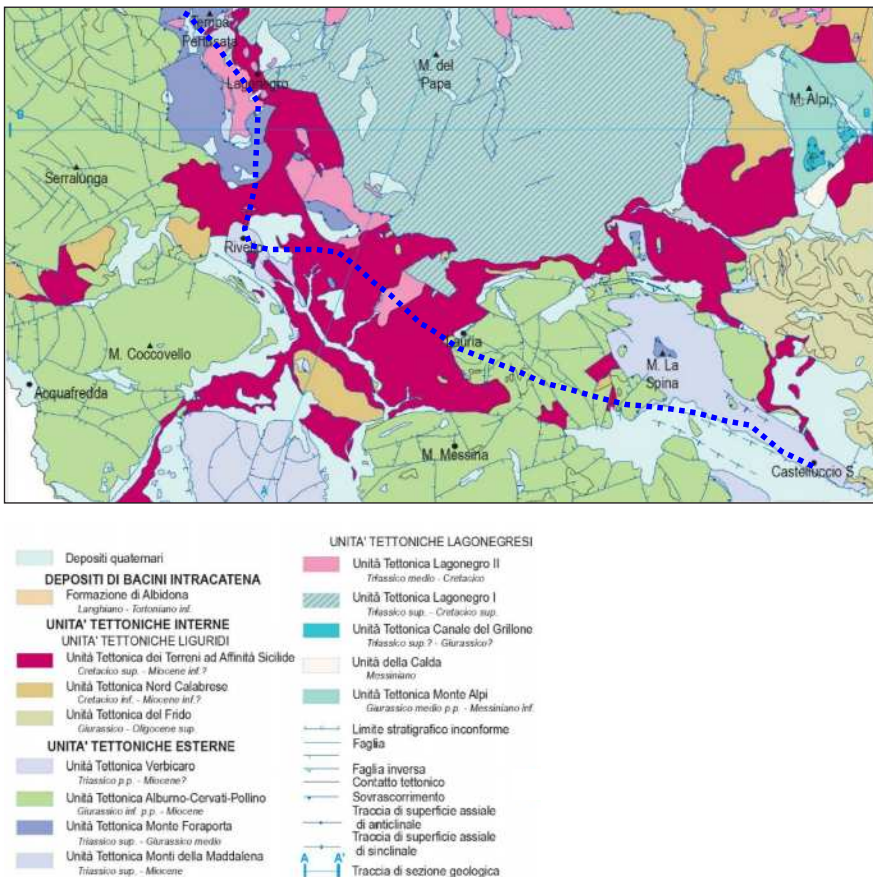 Tempa
Pertusata
Lagonegro
M. del
Papa
M. Alpi
B
B'
Serralunga
Rivello
M. Coccovello
Lauria
M. La
Spina
Acquafredda
M. Messina
Castelluccio S.
A
Depositi quaternari
DEPOSITI DI BACINI INTRACATENA
Formazione di Albidona
Langhiano - Tortoniano inf.
UNITA' TETTONICHE INTERNE
UNITA' TETTONICHE LIGURIDI
Unità Tettonica dei Terreni ad Affinità Sicilide
Cretacico sup. - Miocene inf.?
Unità Tettonica Nord Calabrese
Cretacico inf. - Miocene inf.?
Unità Tettonica del Frido
Giurassico - Oligocene sup.
UNITA' TETTONICHE ESTERNE
Unità Tettonica Verbicaro
Triassico p.p. - Miocene?
Unità Tettonica Alburno-Cervati-Pollino
Giurassico inf. p.p. - Miocene
Unità Tettonica Monte Foraporta
Triassico sup. - Giurassico medio
Unità Tettonica Monti della Maddalena
Triassico sup. - Miocene
UNITA' TETTONICHE LAGONEGRESI
Unità Tettonica Lagonegro II
Triassico medio - Cretacico
Unità Tettonica Lagonegro I
Triassico sup. - Cretacico sup.
Unità Tettonica Canale del Grillone
Triassico sup.? - Giurassico?
Unità della Calda
Messiniano
Unità Tettonica Monte Alpi
Giurassico medio p.p. - Messiniano inf.
Limite stratigrafico inconforme
Faglia
Faglia inversa
Contatto tettonico
Sovrascorrimento
Traccia di superficie assiale
di anticlinale
Traccia di superficie assiale
di sinclinale
A A'
Traccia di sezione geologica